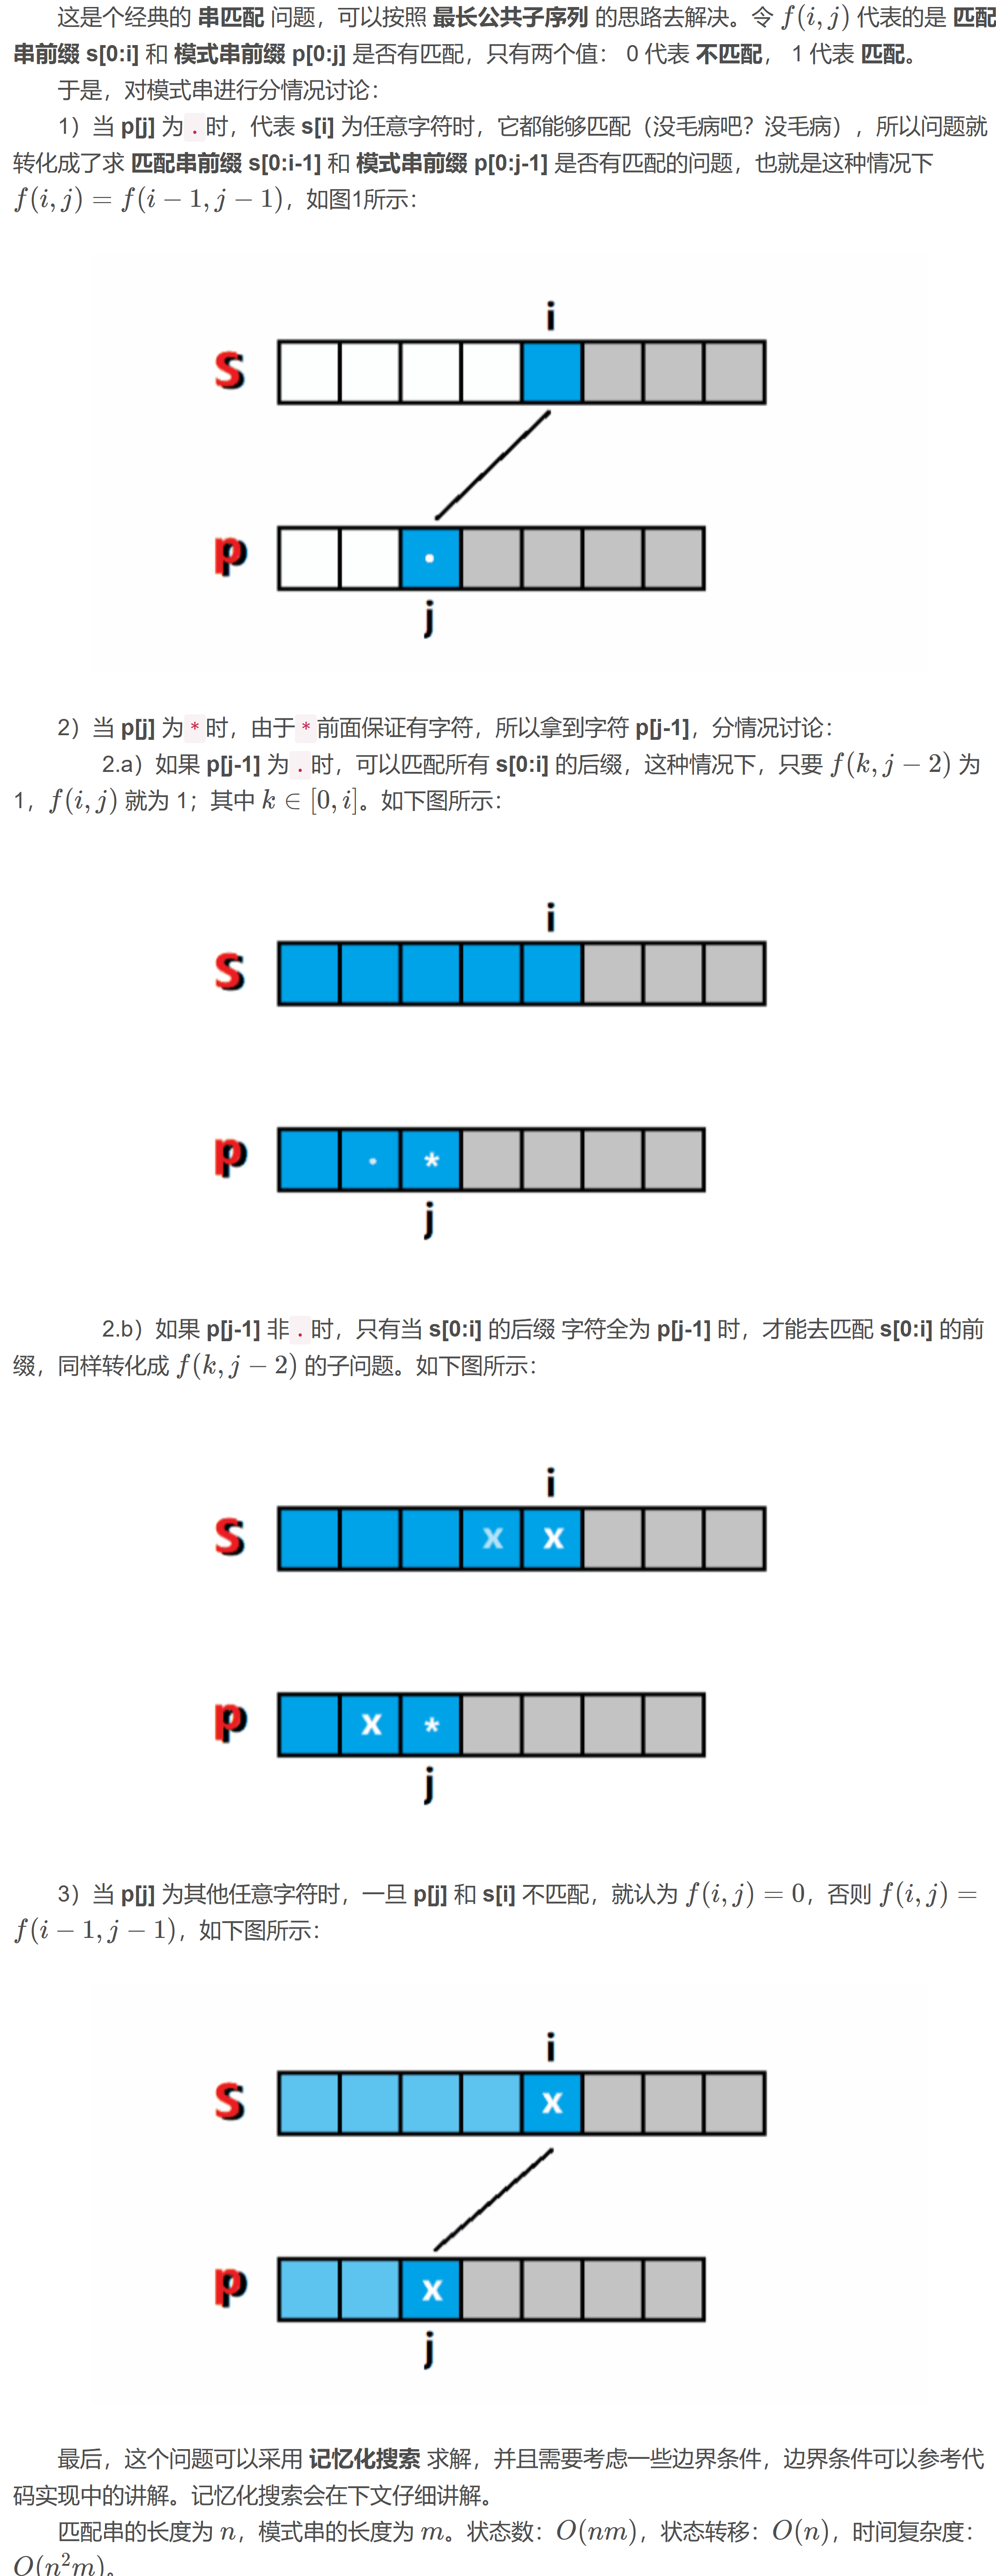 这是个经典的 串匹配 问题，可以按照 最长公共子序列 的思路去解决。令 f(i, j) 代表的是 匹配
串前缀 s[0:i] 和 模式串前缀 p[0:j] 是否有匹配，只有两个值： 0 代表 不匹配， 1 代表 匹配。
于是，对模式串进行分情况讨论：
1）当 p[j] 为 . 时，代表 s[i] 为任意字符时，它都能够匹配（没毛病吧？没毛病），所以问题就
转化成了求 匹配串前缀 s[0:i-1] 和 模式串前缀 p[0:j-1] 是否有匹配的问题，也就是这种情况下
f(i, j) = f(i − 1, j − 1)，如图1所示：
i
S
p
.
j
2）当 p[j] 为 * 时，由于 * 前面保证有字符，所以拿到字符 p[j-1]，分情况讨论：
2.a）如果 p[j-1] 为 . 时，可以匹配所有 s[0:i] 的后缀，这种情况下，只要 f(k, j − 2) 为
1，f(i, j) 就为 1；其中 k ∈ [0, i]。如下图所示：
i
S
p
. *
j
2.b）如果 p[j-1] 非 . 时，只有当 s[0:i] 的后缀 字符全为 p[j-1] 时，才能去匹配 s[0:i] 的前
缀，同样转化成 f(k, j − 2) 的子问题。如下图所示：
i
S
x x
p
x *
j
3）当 p[j] 为其他任意字符时，一旦 p[j] 和 s[i] 不匹配，就认为 f(i, j) = 0，否则 f(i, j) =
f(i − 1, j − 1)，如下图所示：
i
S
x
p
x
j
最后，这个问题可以采用 记忆化搜索 求解，并且需要考虑一些边界条件，边界条件可以参考代
码实现中的讲解。记忆化搜索会在下文仔细讲解。
匹配串的长度为 n，模式串的长度为 m。状态数：O(nm)，状态转移：O(n)，时间复杂度：
O(n²m)。